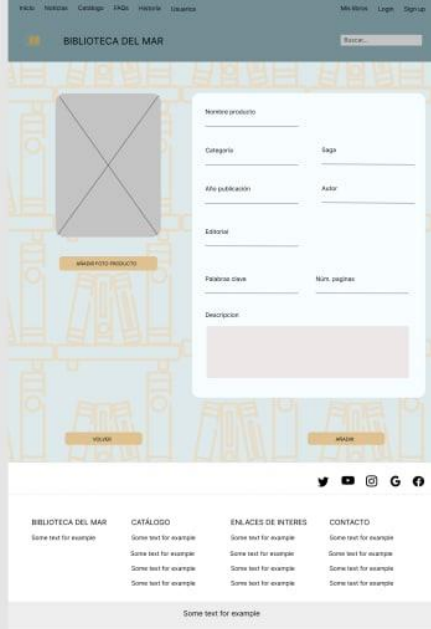 Inicio Noticias Catálogo FAQs Historia Usuarios Mis libros Login Sign up
BIBLIOTECA DEL MAR Buscar...
Nombre producto
Categoría Saga
Año publicación Autor
Editorial
AÑADIR FOTO PRODUCTO
Palabras clave Núm. paginas
Descripcion
VOLVER AÑADIR
BIBLIOTECA DEL MAR CATÁLOGO ENLACES DE INTERES CONTACTO
Some text for example Some text for example Some text for example Some text for example
Some text for example Some text for example Some text for example
Some text for example Some text for example Some text for example
Some text for example Some text for example Some text for example
Some text for example